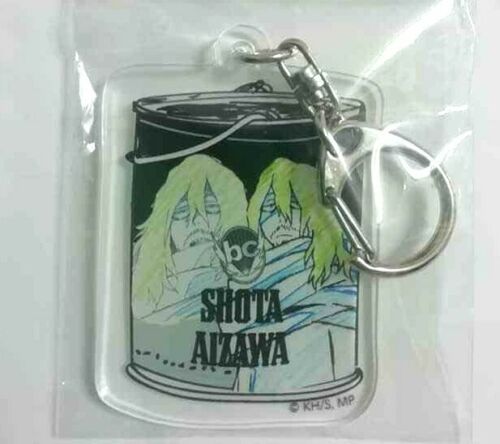 bc
SHOTA
AIZAWA
© KH/S, MP